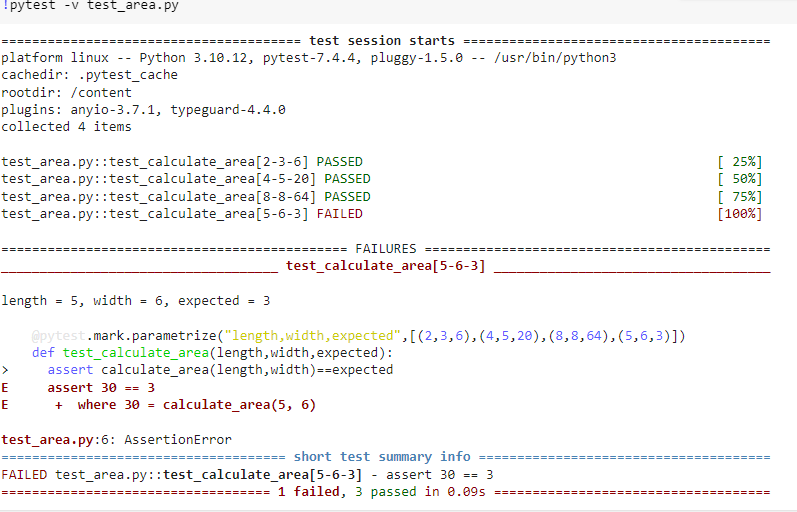 !pytest -v test_area.py
======================================= test session starts ========================================
platform linux -- Python 3.10.12, pytest-7.4.4, pluggy-1.5.0 -- /usr/bin/python3
cachedir: .pytest_cache
rootdir: /content
plugins: anyio-3.7.1, typeguard-4.4.0
collected 4 items
test_area.py::test_calculate_area[2-3-6] PASSED [ 25%]
test_area.py::test_calculate_area[4-5-20] PASSED [ 50%]
test_area.py::test_calculate_area[8-8-64] PASSED [ 75%]
test_area.py::test_calculate_area[5-6-3] FAILED [100%]
============================================= FAILURES =============================================
____________________________________ test_calculate_area[5-6-3] ____________________________________
length = 5, width = 6, expected = 3
@pytest.mark.parametrize("length,width,expected",[(2,3,6),(4,5,20),(8,8,64),(5,6,3)])
def test_calculate_area(length,width,expected):
> assert calculate_area(length,width)==expected
E assert 30 == 3
E + where 30 = calculate_area(5, 6)
test_area.py:6: AssertionError
===================================== short test summary info ======================================
FAILED test_area.py::test_calculate_area[5-6-3] - assert 30 == 3
=================================== 1 failed, 3 passed in 0.09s ====================================